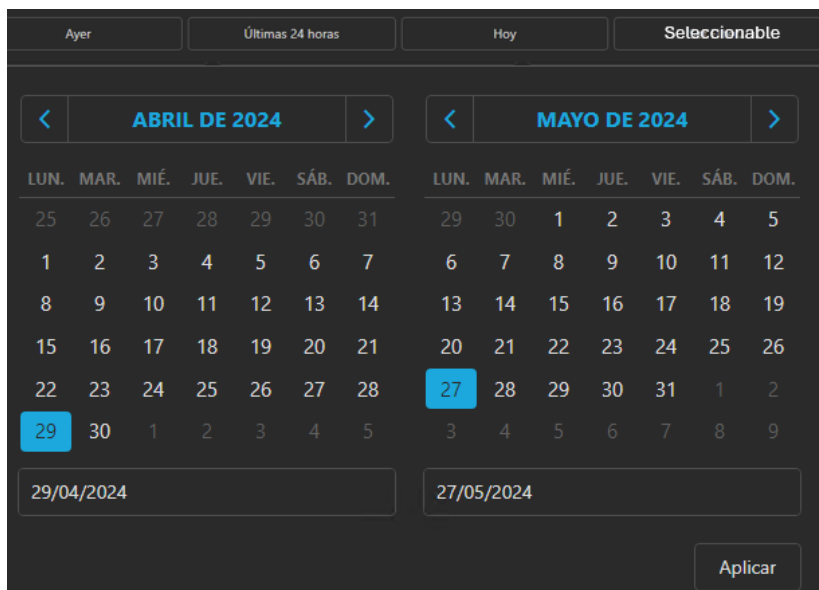 Ayer Últimas 24 horas Hoy Seleccionable
ABRIL DE 2024
LUN. MAR. MIÉ. JUE. VIE. SÁB. DOM.
25 26 27 28 29 30 31
1 2 3 4 5 6 7
8 9 10 11 12 13 14
15 16 17 18 19 20 21
22 23 24 25 26 27 28
29 30 1 2 3 4 5
29/04/2024
MAYO DE 2024
LUN. MAR. MIÉ. JUE. VIE. SÁB. DOM.
29 30 1 2 3 4 5
6 7 8 9 10 11 12
13 14 15 16 17 18 19
20 21 22 23 24 25 26
27 28 29 30 31 1 2
3 4 5 6 7 8 9
27/05/2024
Aplicar